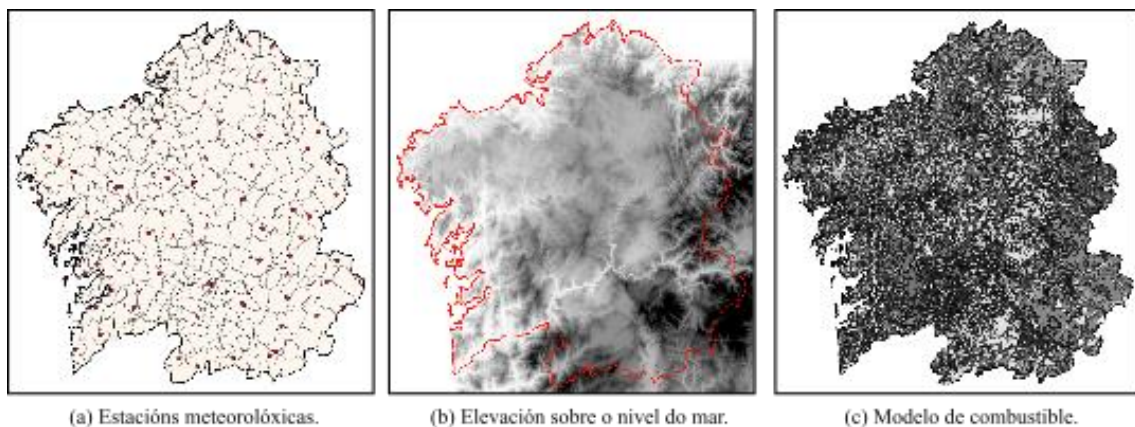 (a) Estacións meteorolóxicas.
(b) Elevación sobre o nivel do mar.
(c) Modelo de combustible.